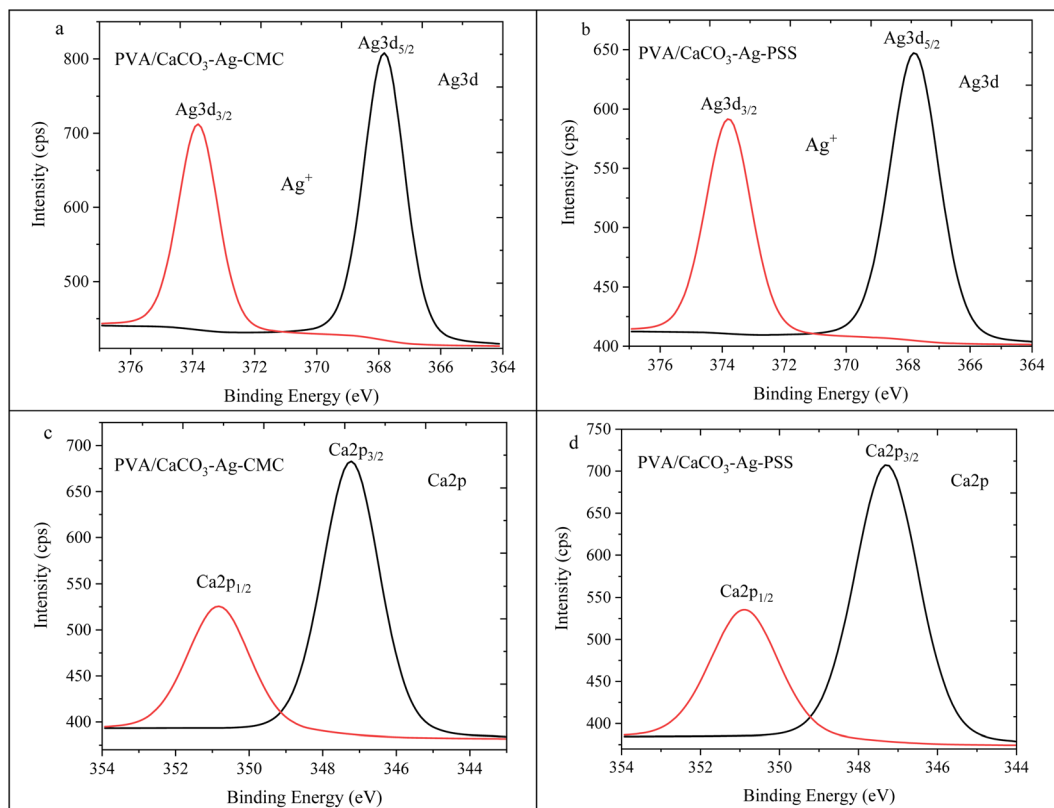 a
PVA/CaCO₃-Ag-CMC
Ag3d₅/₂
Ag3d
Ag3d₃/₂
Ag⁺
800
700
600
500
Intensity (cps)
376 374 372 370 368 366 364
Binding Energy (eV)
b
PVA/CaCO₃-Ag-PSS
Ag3d₅/₂
Ag3d
Ag3d₃/₂
Ag⁺
650
600
550
500
450
400
Intensity (cps)
376 374 372 370 368 366 364
Binding Energy (eV)
c
PVA/CaCO₃-Ag-CMC
Ca2p₃/₂
Ca2p
Ca2p₁/₂
700
650
600
550
500
450
400
Intensity (cps)
354 352 350 348 346 344
Binding Energy (eV)
d
PVA/CaCO₃-Ag-PSS
Ca2p₃/₂
Ca2p
Ca2p₁/₂
750
700
650
600
550
500
450
400
Intensity (cps)
354 352 350 348 346 344
Binding Energy (eV)